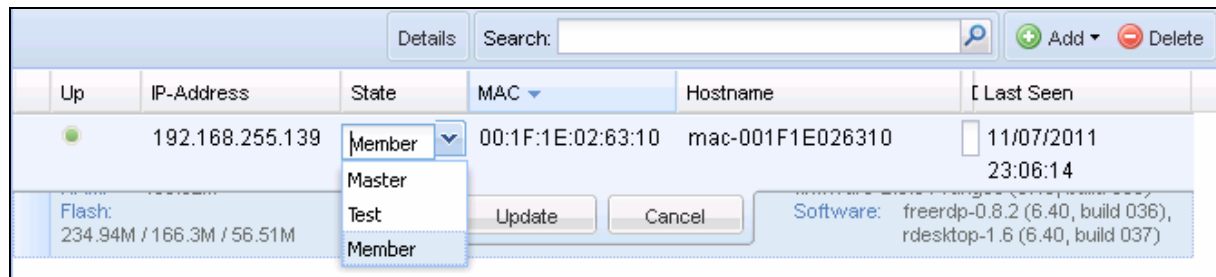 Details Search: Add Delete
Up IP-Address State MAC Hostname Last Seen
192.168.255.139 Member 00:1F:1E:02:63:10 mac-001F1E026310 11/07/2011
23:06:14
Master
Test
Member
Flash:
234.94M / 166.3M / 56.51M
Update Cancel
Software: freerdp-0.8.2 (6.40, build 036),
rdesktop-1.6 (6.40, build 037)